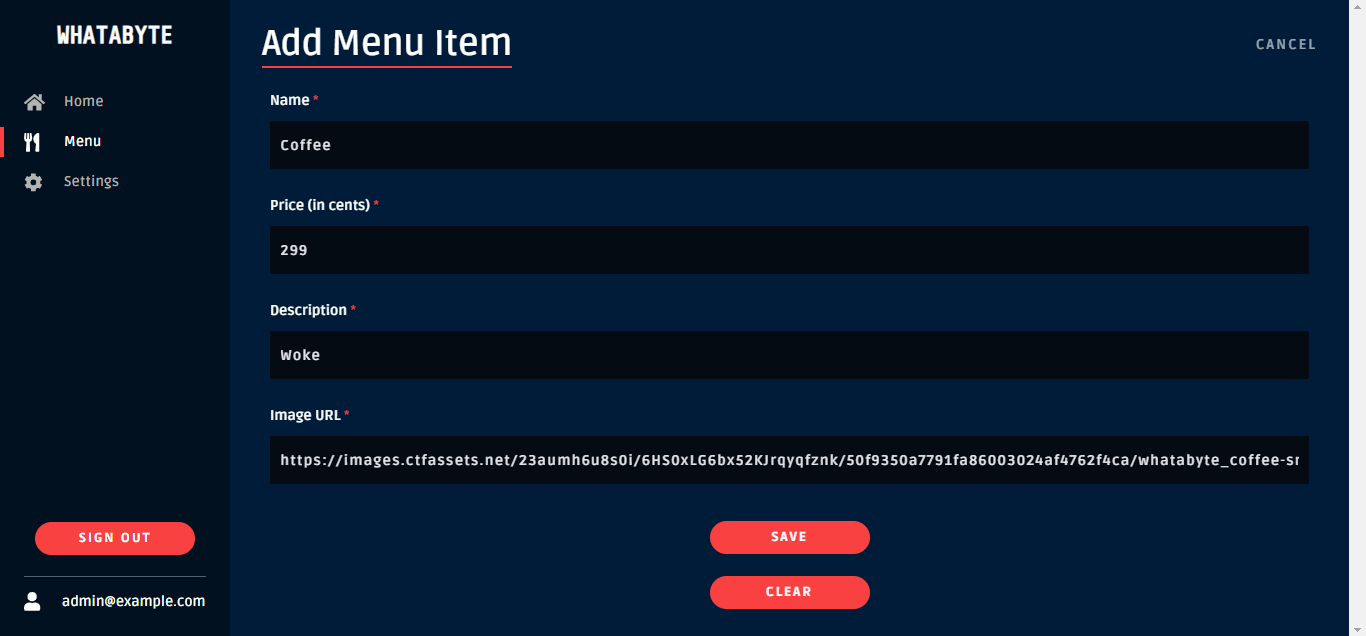 WHATABYTE
Home
Menu
Settings
SIGN OUT
admin@example.com
Add Menu Item
CANCEL
Name *
Coffee
Price (in cents) *
299
Description *
Woke
Image URL *
https://images.ctfassets.net/23aumh6u8s0i/6HS0xLG6bx52KJrqyqfznk/50f9350a7791fa86003024af4762f4ca/whatabyte_coffee-sr
SAVE
CLEAR